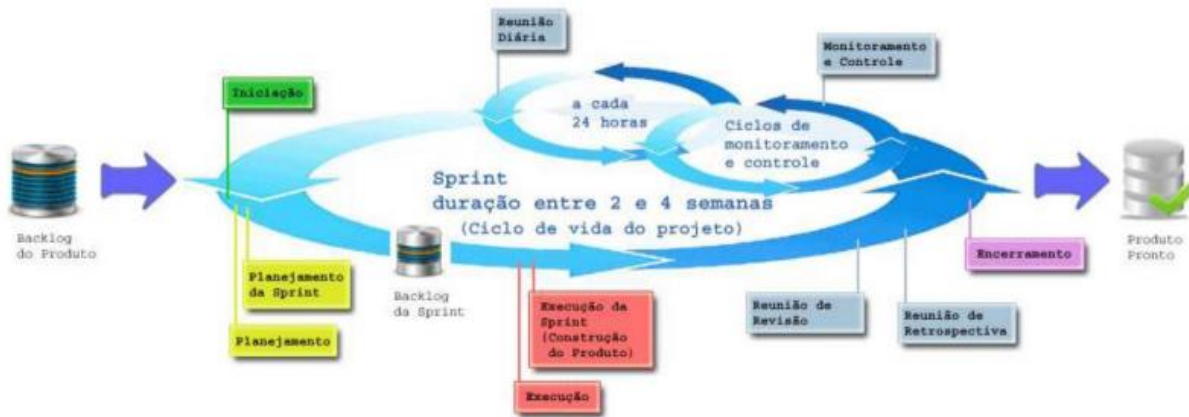 Reunião
Diária
Monitoramento
e Controle
Iniciação
a cada
24 horas
Ciclos de
monitoramento
e controle
Sprint
duração entre 2 e 4 semanas
(Ciclo de vida do projeto)
Backlog
do Produto
Produto
Pronto
Encerramento
Planejamento
da Sprint
Backlog
da Sprint
Execução da
Sprint
(Construção
do Produto)
Reunião de
Revisão
Reunião de
Retrospectiva
Planejamento
Execução